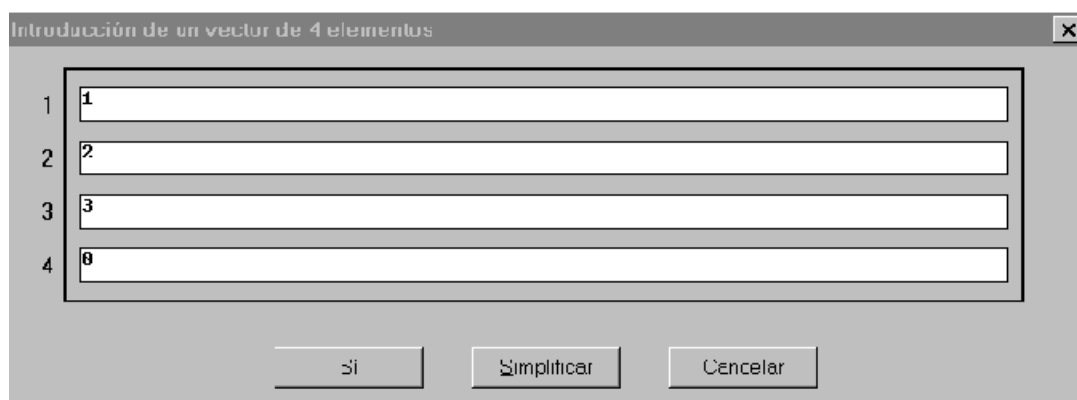 Introducción de un vector de 4 elementos
1 1
2 2
3 3
4 0
Sí Simplificar Cancelar